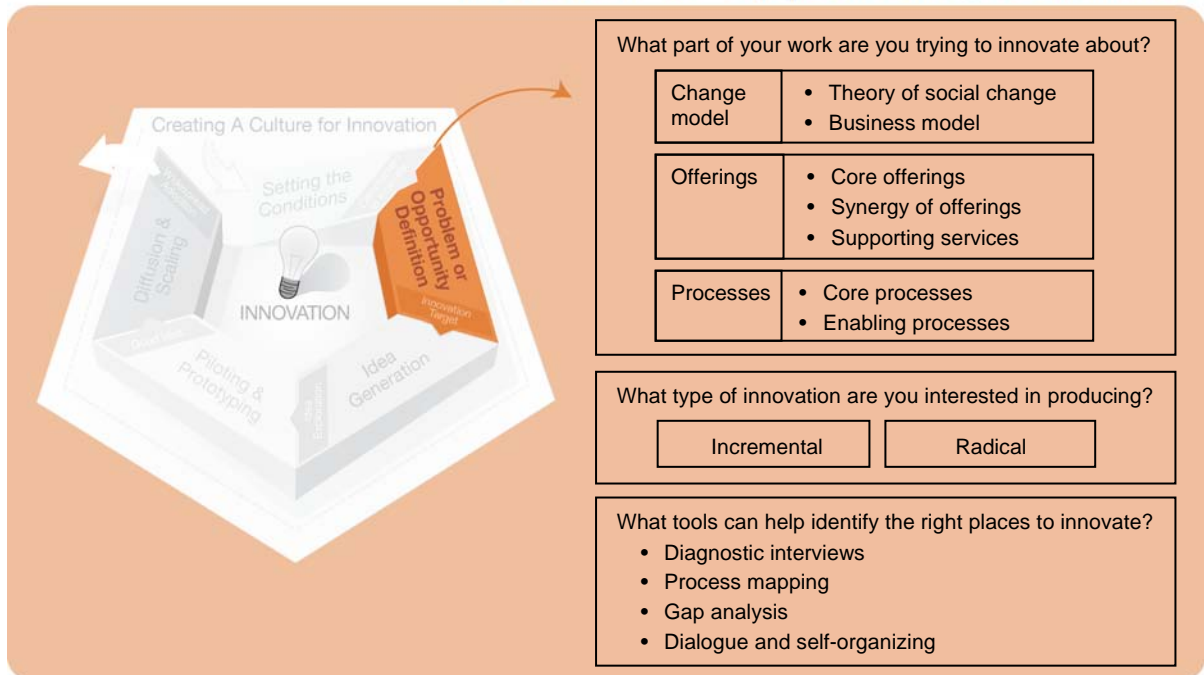 Creating A Culture for Innovation
Setting the
Conditions
Problem or
Opportunity
Definition
Innovation
Target
Diffusion &
Scaling
INNOVATION
Idea
Generation
Piloting &
Prototyping
What part of your work are you trying to innovate about?
Change
model
• Theory of social change
• Business model
Offerings
• Core offerings
• Synergy of offerings
• Supporting services
Processes
• Core processes
• Enabling processes
What type of innovation are you interested in producing?
Incremental
Radical
What tools can help identify the right places to innovate?
• Diagnostic interviews
• Process mapping
• Gap analysis
• Dialogue and self-organizing